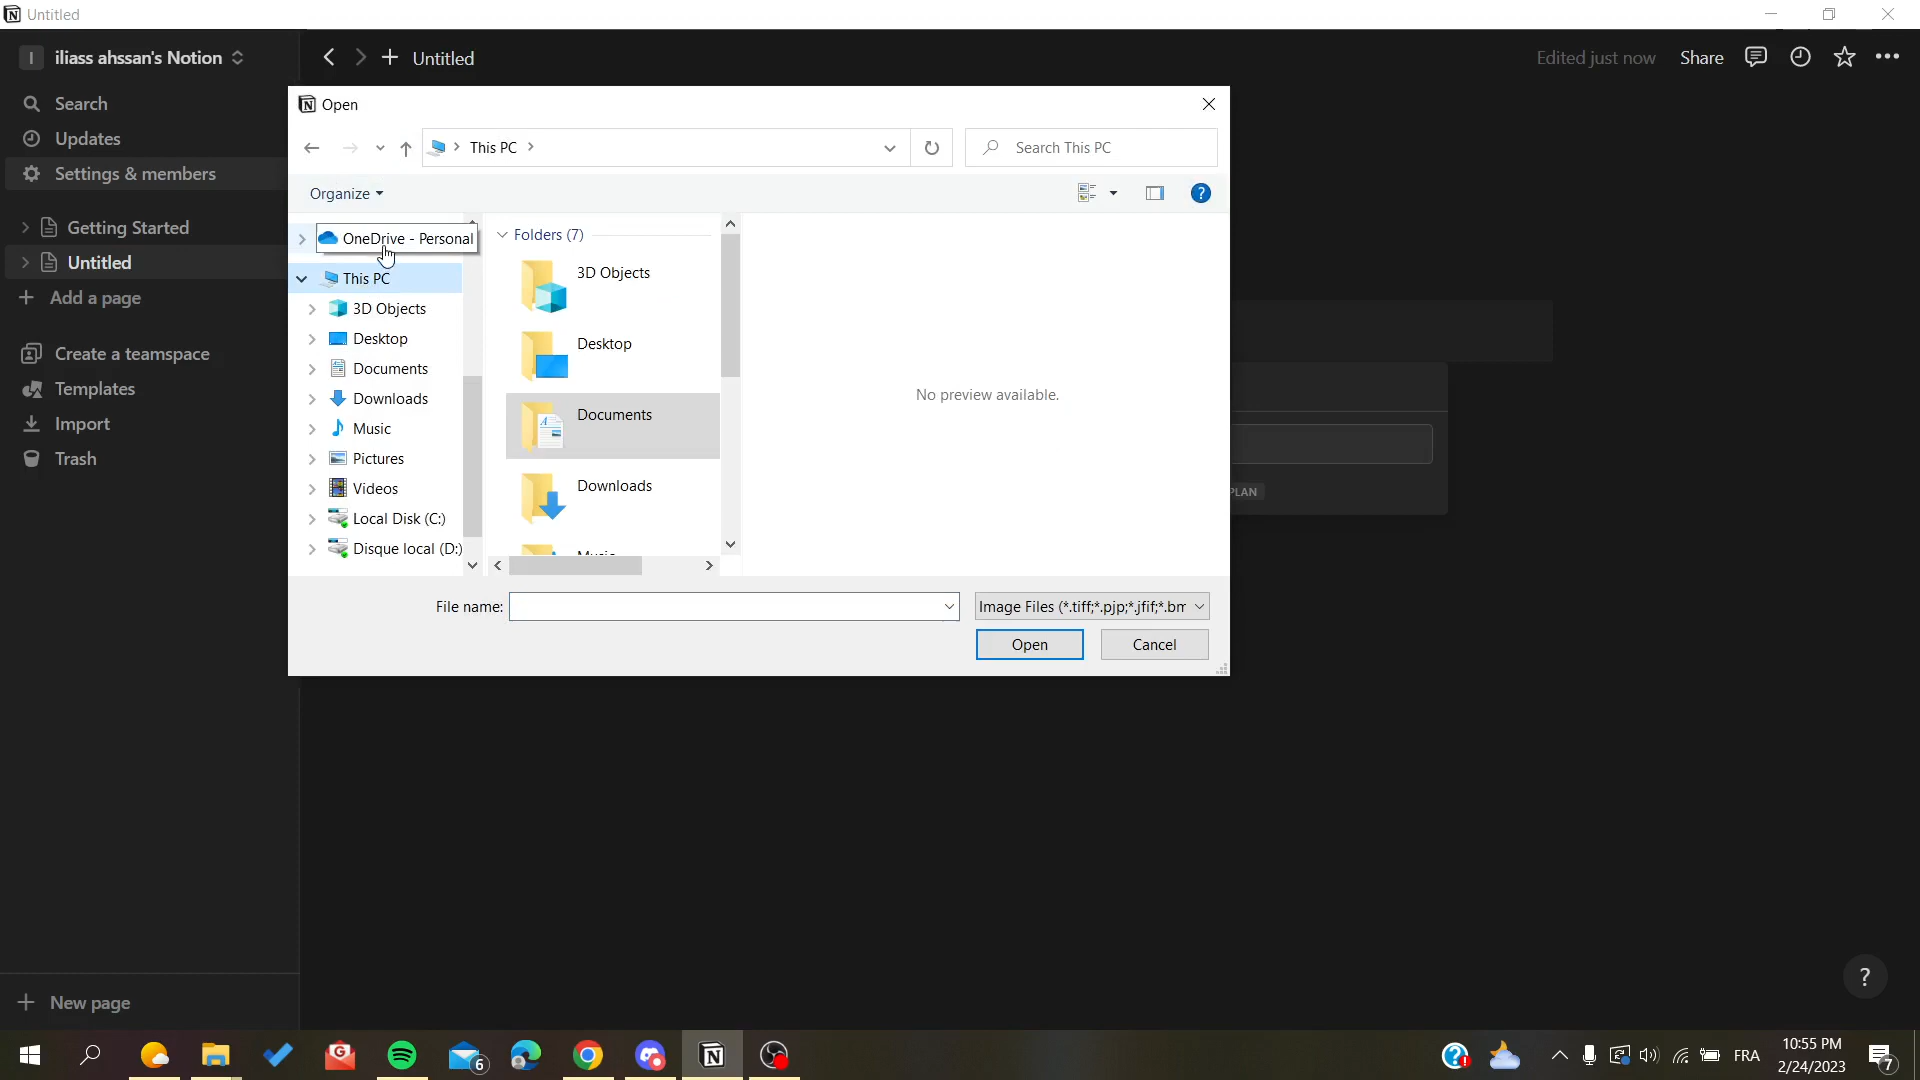 Untitled
I iliass ahssan's Notion
Untitled
Edited just now
Share
Search
Updates
Settings & members
Getting Started
Untitled
Add a page
Create a teamspace
Templates
Import
Trash
New page
Open
This PC
Search This PC
Organize
OneDrive - Personal
This PC
3D Objects
Desktop
Documents
Downloads
Music
Pictures
Videos
Local Disk (C:)
Disque local (D:)
Folders (7)
3D Objects
Desktop
Documents
Downloads
No preview available.
File name:
Image Files (*.tiff;*.pjp;*.jfif;*.bm
Open
Cancel
PLAN
?
6
FRA
10:55 PM
2/24/2023
7